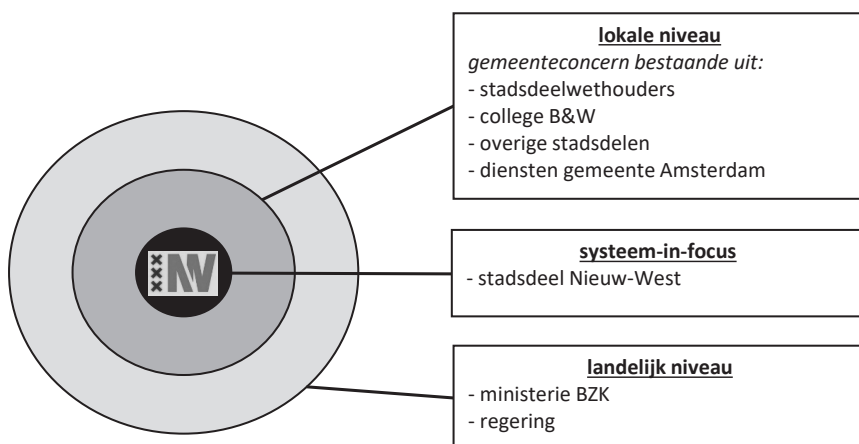 lokale niveau
gemeenteconcern bestaande uit:
- stadsdeelwethouders
- college B&W
- overige stadsdelen
- diensten gemeente Amsterdam
NW
systeem-in-focus
- stadsdeel Nieuw-West
landelijk niveau
- ministerie BZK
- regering